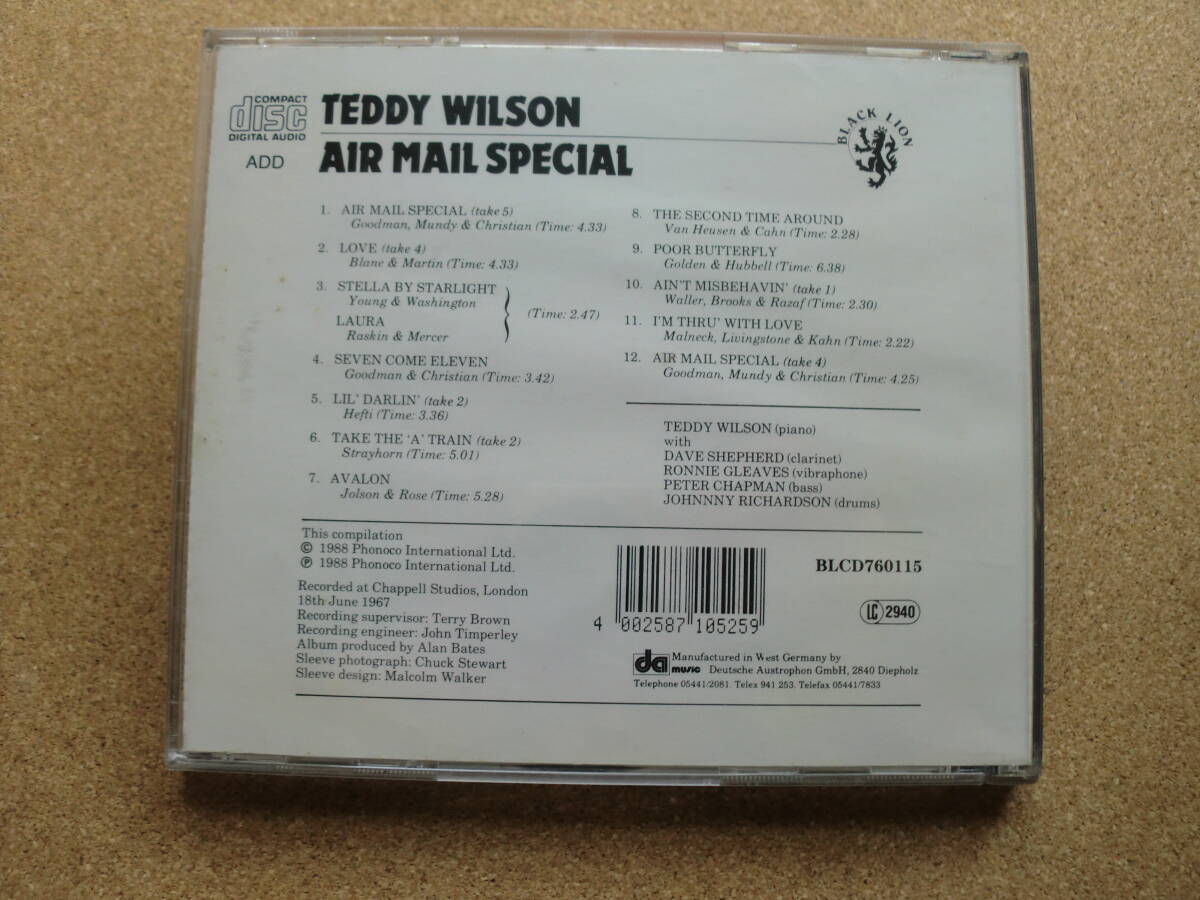 COMPACT
disc
DIGITAL AUDIO
ADD
TEDDY WILSON
AIR MAIL SPECIAL
BLACK LION
1. AIR MAIL SPECIAL (take 5)
Goodman, Mundy & Christian (Time: 4.33)
2. LOVE (take 4)
Blane & Martin (Time: 4.33)
3. STELLA BY STARLIGHT
Young & Washington
LAURA
Raskin & Mercer
(Time: 2.47)
4. SEVEN COME ELEVEN
Goodman & Christian (Time: 3.42)
5. LIL' DARLIN' (take 2)
Hefti (Time: 3.36)
6. TAKE THE 'A' TRAIN (take 2)
Strayhorn (Time: 5.01)
7. AVALON
Jolson & Rose (Time: 5.28)
8. THE SECOND TIME AROUND
Van Heusen & Cahn (Time: 2.28)
9. POOR BUTTERFLY
Golden & Hubbell (Time: 6.38)
10. AIN'T MISBEHAVIN' (take 1)
Waller, Brooks & Razaf (Time: 2.30)
11. I'M THRU' WITH LOVE
Malneck, Livingstone & Kahn (Time: 2.22)
12. AIR MAIL SPECIAL (take 4)
Goodman, Mundy & Christian (Time: 4.25)
TEDDY WILSON (piano)
with
DAVE SHEPHERD (clarinet)
RONNIE GLEAVES (vibraphone)
PETER CHAPMAN (bass)
JOHNNNY RICHARDSON (drums)
This compilation
© 1988 Phonoco International Ltd.
℗ 1988 Phonoco International Ltd.
Recorded at Chappell Studios, London
18th June 1967
Recording supervisor: Terry Brown
Recording engineer: John Timperley
Album produced by Alan Bates
Sleeve photograph: Chuck Stewart
Sleeve design: Malcolm Walker
4 002587 105259
BLCD760115
LC 2940
da music
Manufactured in West Germany by
Deutsche Austrophon GmbH, 2840 Diepholz
Telephone 05441/2081. Telex 941 253. Telefax 05441/7833